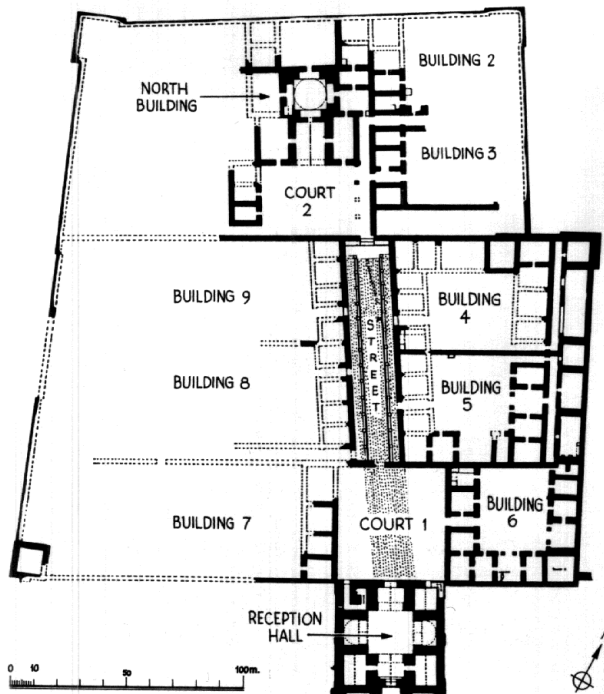 BUILDING 2
NORTH
BUILDING
BUILDING 3
COURT
2
BUILDING 9
BUILDING
4
STREET
BUILDING 8
BUILDING
5
BUILDING 7
COURT 1
BUILDING
6
RECEPTION
HALL
0 10 50 100m.